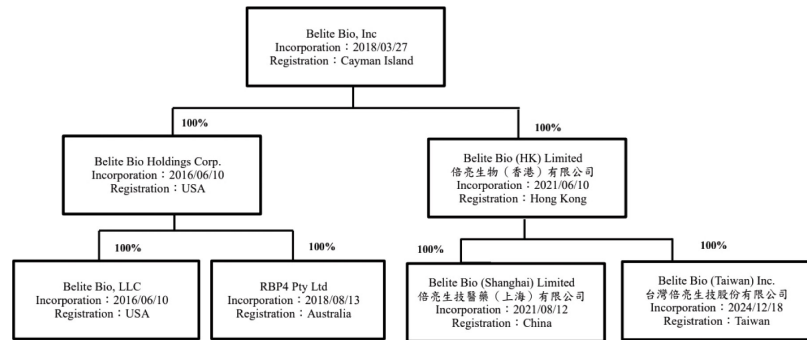 Belite Bio, Inc
Incorporation：2018/03/27
Registration：Cayman Island
100%
100%
Belite Bio Holdings Corp.
Incorporation：2016/06/10
Registration：USA
Belite Bio (HK) Limited
倍亮生物（香港）有限公司
Incorporation：2021/06/10
Registration：Hong Kong
100%
100%
100%
100%
Belite Bio, LLC
Incorporation：2016/06/10
Registration：USA
RBP4 Pty Ltd
Incorporation：2018/08/13
Registration：Australia
Belite Bio (Shanghai) Limited
倍亮生技醫藥（上海）有限公司
Incorporation：2021/08/12
Registration：China
Belite Bio (Taiwan) Inc.
台灣倍亮生技股份有限公司
Incorporation：2024/12/18
Registration：Taiwan